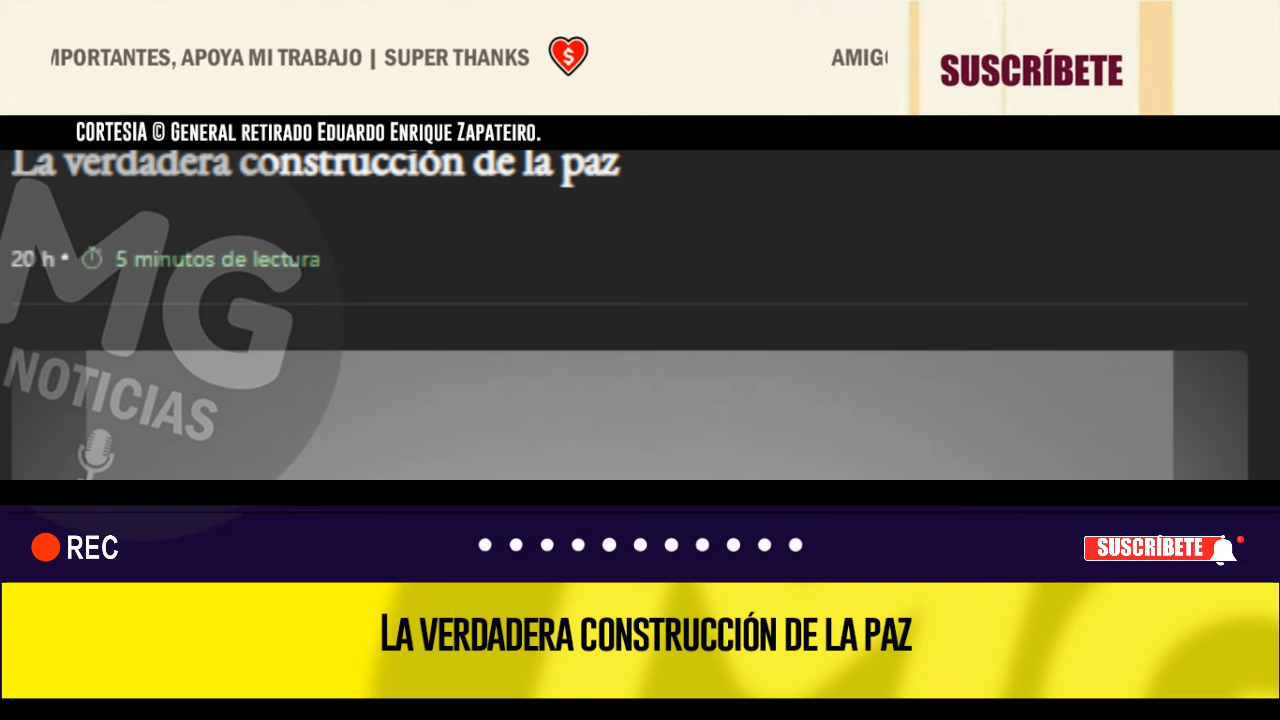 MPORTANTES, APOYA MI TRABAJO | SUPER THANKS
AMIG
SUSCRÍBETE
CORTESIA © GENERAL RETIRADO EDUARDO ENRIQUE ZAPATEIRO.
La verdadera construcción de la paz
20 h • 5 minutos de lectura
MG
NOTICIAS
REC
SUSCRÍBETE
LA VERDADERA CONSTRUCCIÓN DE LA PAZ